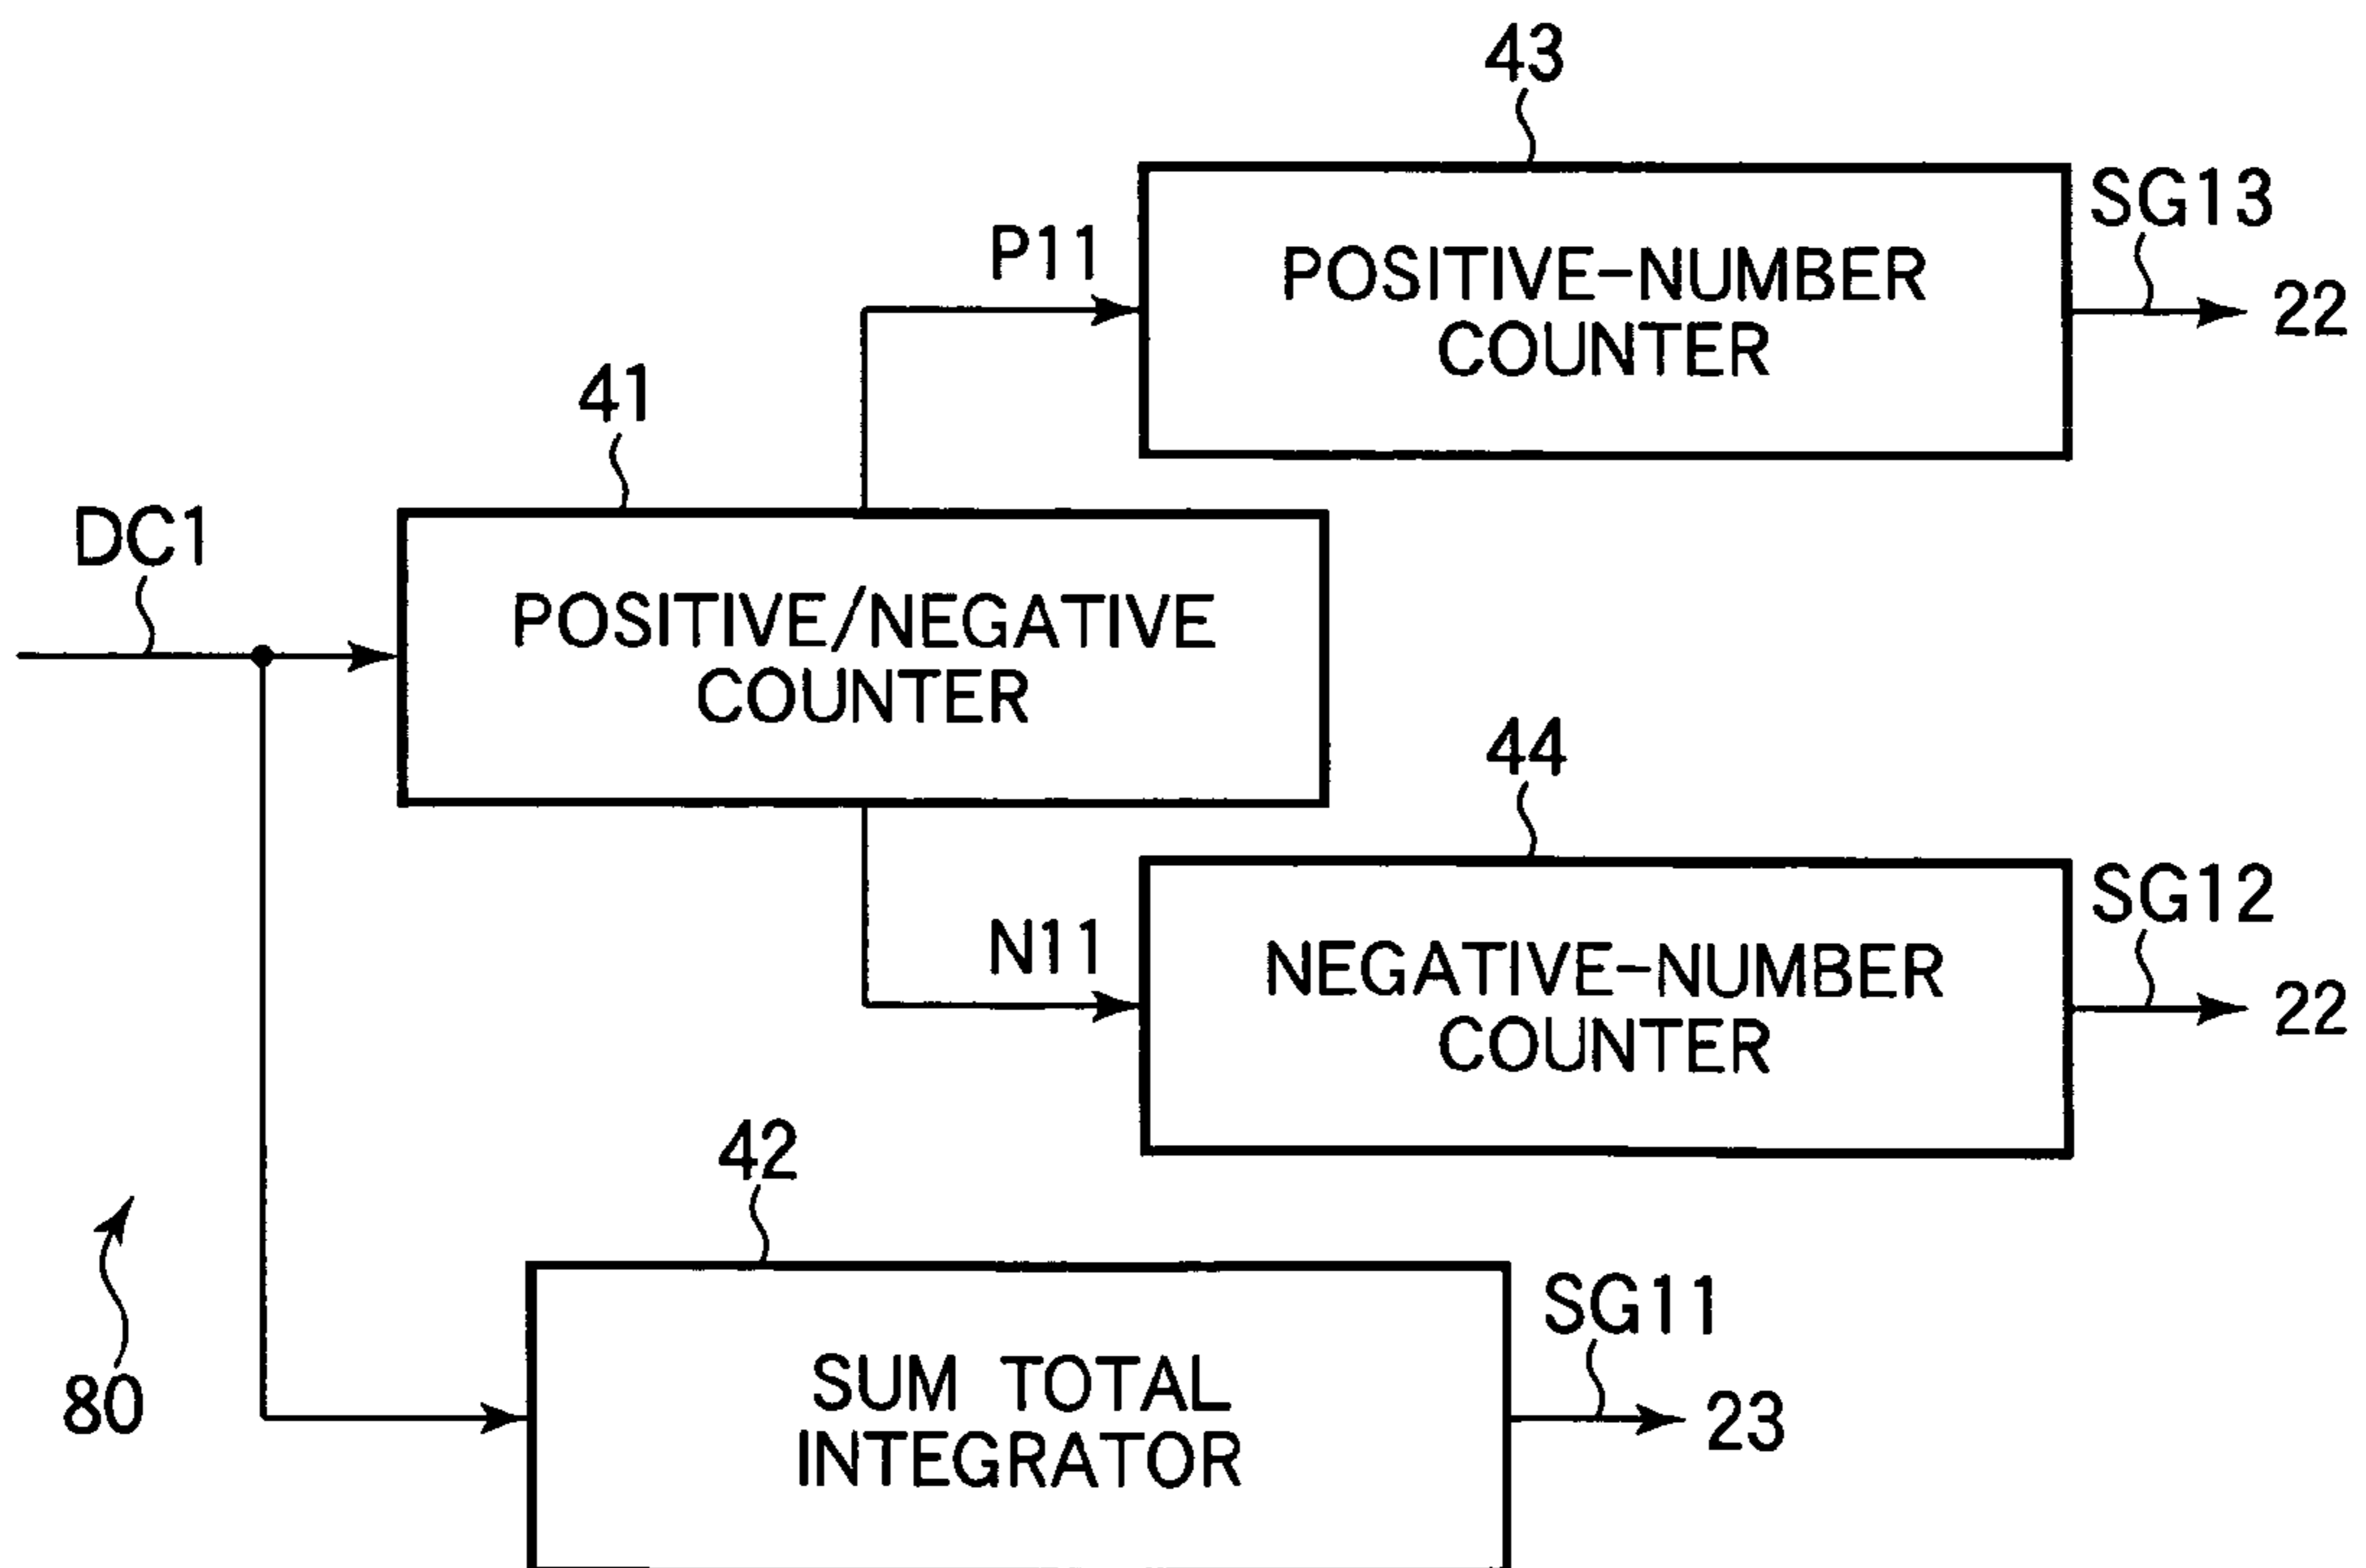 43
SG13
P11
POSITIVE-NUMBER
COUNTER
22
41
DC1
POSITIVE/NEGATIVE
COUNTER
44
SG12
N11
NEGATIVE-NUMBER
COUNTER
22
42
SG11
80
SUM TOTAL
INTEGRATOR
23